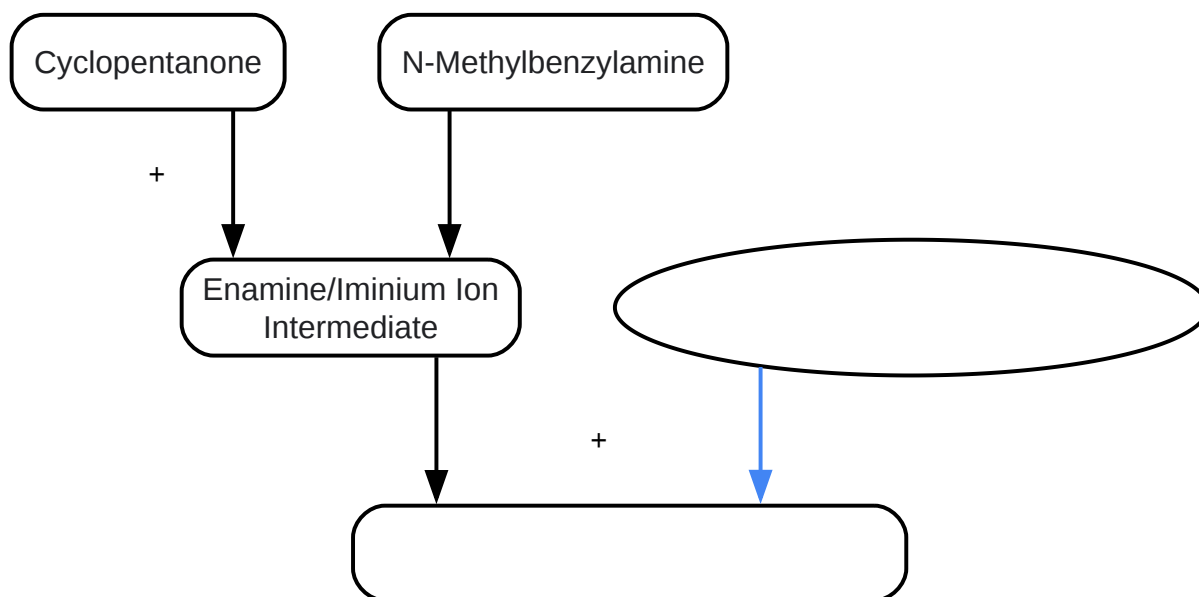 Cyclopentanone
N-Methylbenzylamine
+
Enamine/Iminium Ion
Intermediate
+